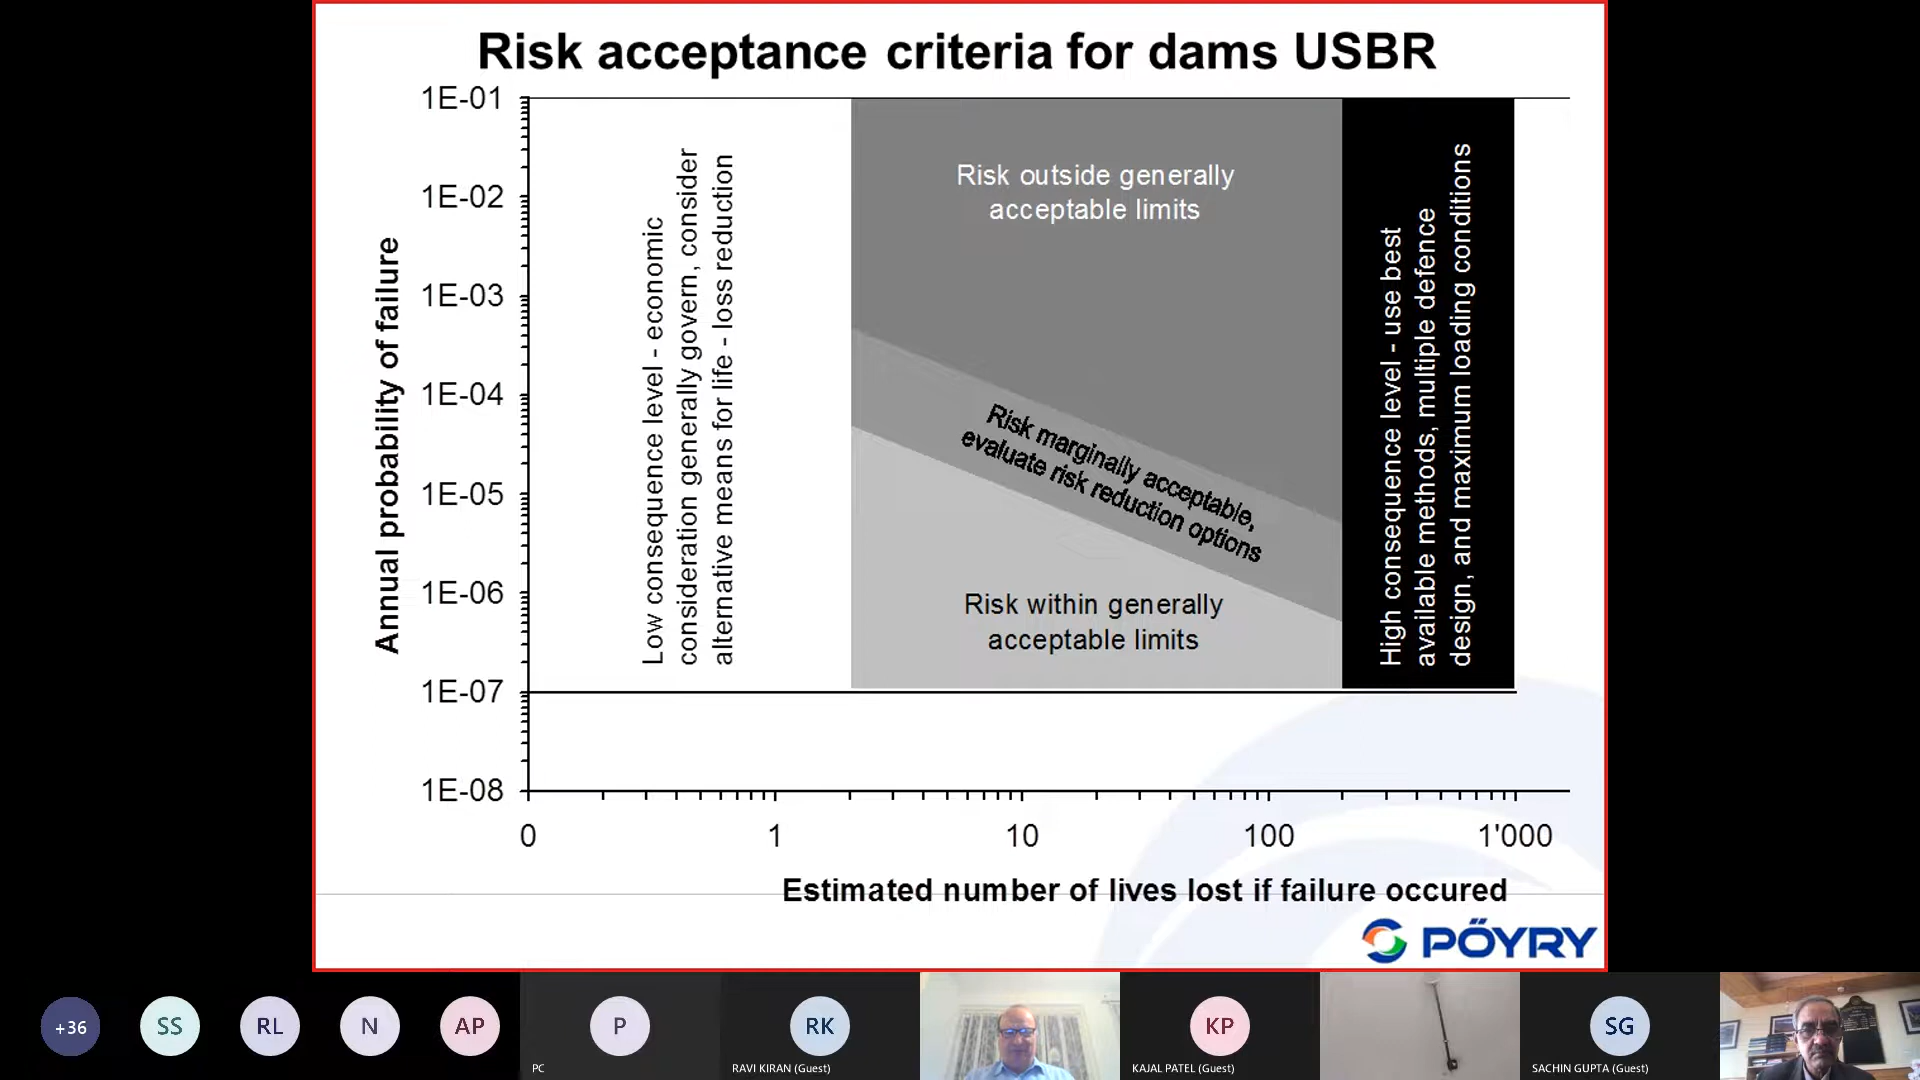 Risk acceptance criteria for dams USBR
Annual probability of failure
1E-01
1E-02
1E-03
1E-04
1E-05
1E-06
1E-07
1E-08
Low consequence level - economic
consideration generally govern, consider
alternative means for life - loss reduction
Risk outside generally
acceptable limits
Risk marginally acceptable,
evaluate risk reduction options
Risk within generally
acceptable limits
High consequence level - use best
available methods, multiple defence
design, and maximum loading conditions
0
1
10
100
1'000
Estimated number of lives lost if failure occured
PŐYRY
+36
SS
RL
N
AP
P
PC
RK
RAVI KIRAN (Guest)
KP
KAJAL PATEL (Guest)
SG
SACHIN GUPTA (Guest)